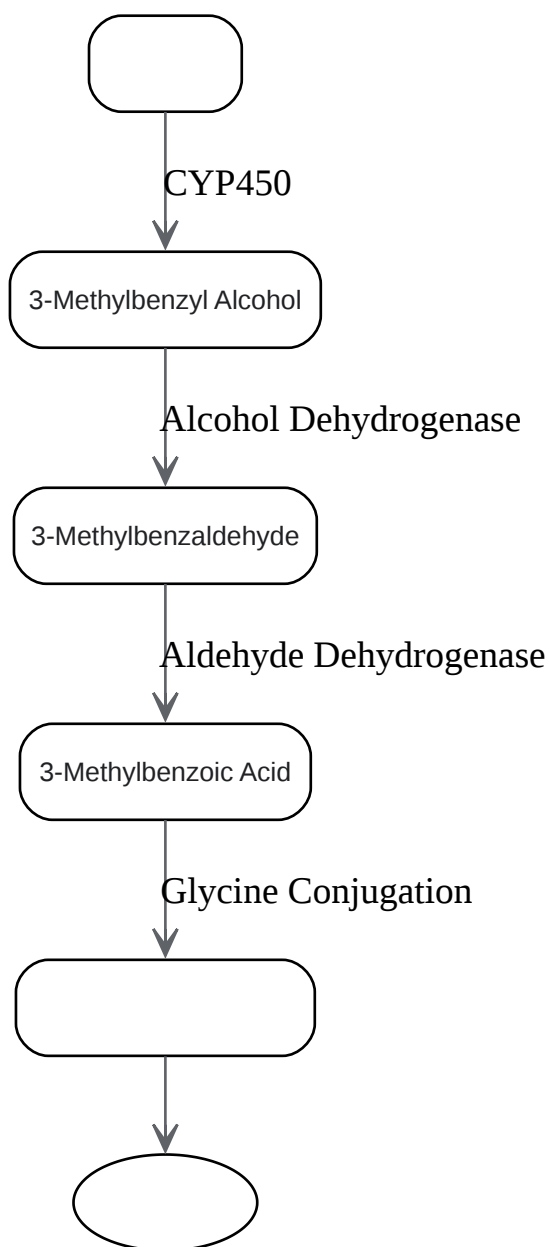 CYP450
3-Methylbenzyl Alcohol
Alcohol Dehydrogenase
3-Methylbenzaldehyde
Aldehyde Dehydrogenase
3-Methylbenzoic Acid
Glycine Conjugation